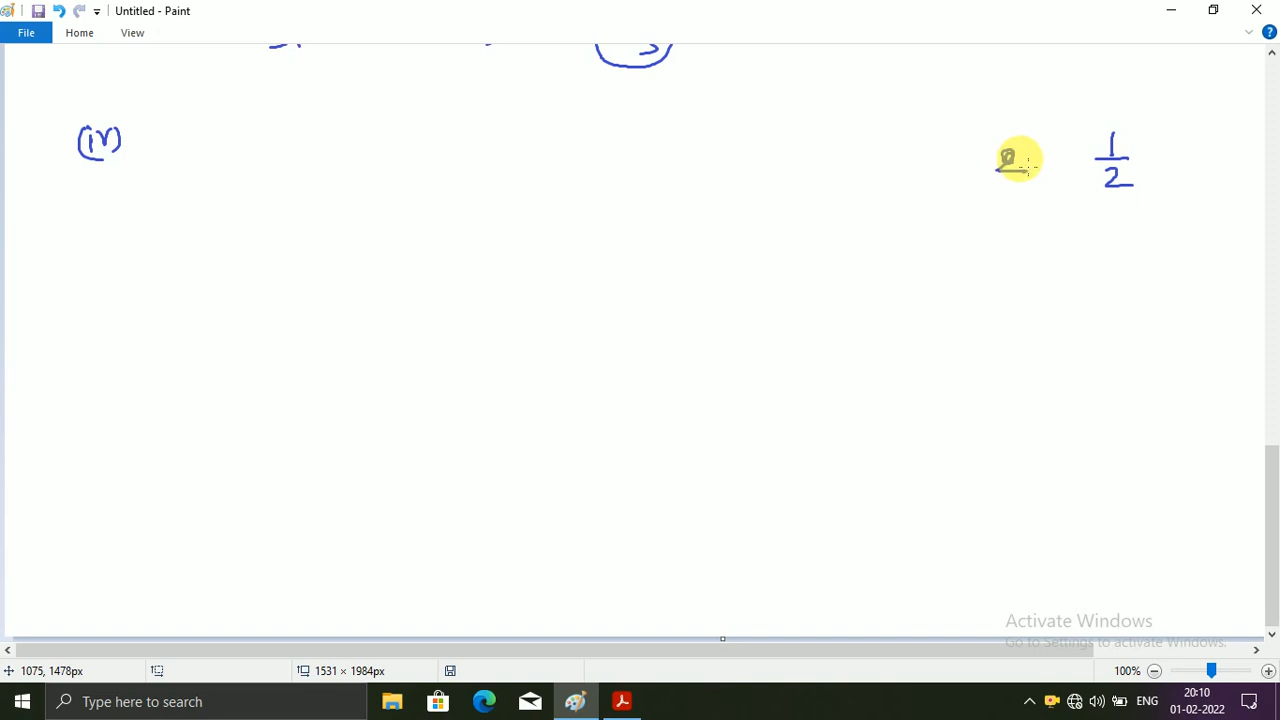 Untitled - Paint
File Home View
3
(iv) 1
2
Activate Windows
Go to Settings to activate Windows.
1075, 1478px 1531 × 1984px 100%
Type here to search
ENG
20:10
01-02-2022